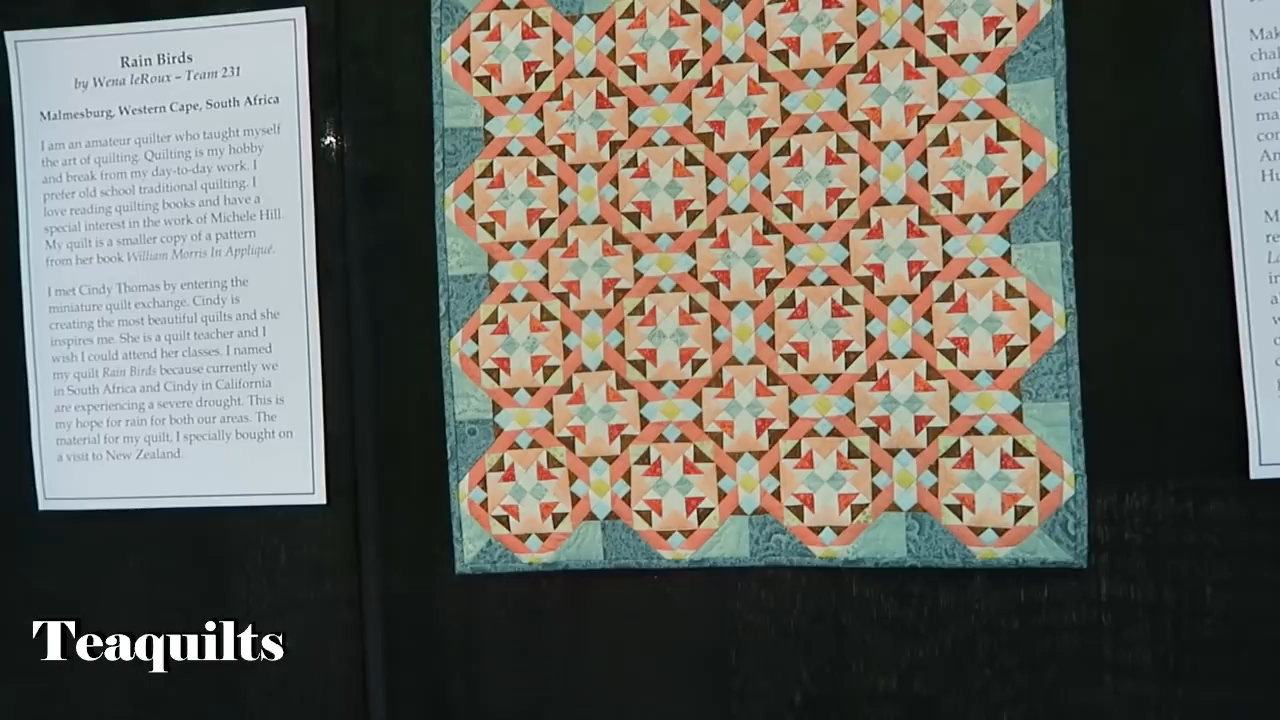 Rain Birds
by Wena leRoux – Team 231
Malmesburg, Western Cape, South Africa
I am an amateur quilter who taught myself
the art of quilting. Quilting is my hobby
and break from my day-to-day work. I
prefer old school traditional quilting. I
love reading quilting books and have a
special interest in the work of Michele Hill.
My quilt is a smaller copy of a pattern
from her book William Morris In Appliqué.
I met Cindy Thomas by entering the
miniature quilt exchange. Cindy is
creating the most beautiful quilts and she
inspires me. She is a quilt teacher and I
wish I could attend her classes. I named
my quilt Rain Birds because currently we
in South Africa and Cindy in California
are experiencing a severe drought. This is
my hope for rain for both our areas. The
material for my quilt, I specially bought on
a visit to New Zealand.
Teaquilts
and